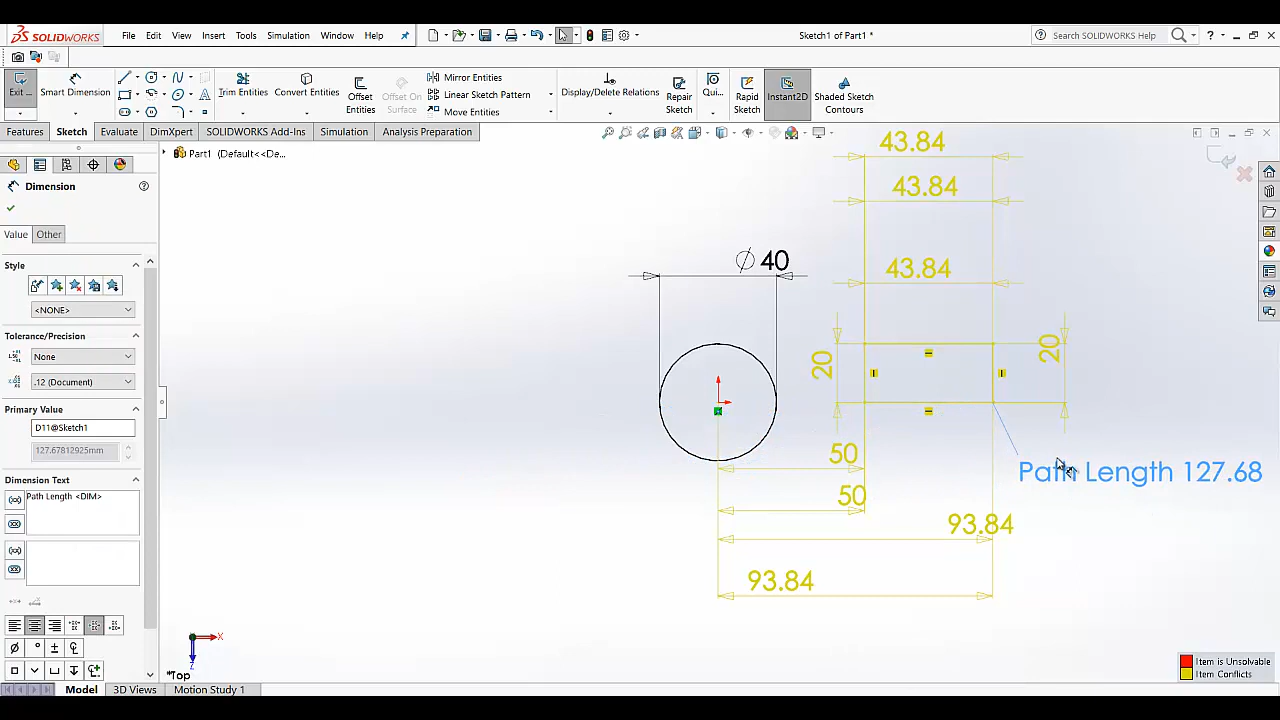 SOLIDWORKS
File Edit View Insert Tools Simulation Window Help
Sketch1 of Part1 *
Search SOLIDWORKS Help
Exit ...
Smart Dimension
Trim Entities
Convert Entities
Offset Entities
Offset On Surface
Mirror Entities
Linear Sketch Pattern
Move Entities
Display/Delete Relations
Repair Sketch
Qui...
Rapid Sketch
Instant2D
Shaded Sketch Contours
Features Sketch Evaluate DimXpert SOLIDWORKS Add-Ins Simulation Analysis Preparation
Part1 (Default<<De...
Dimension
Value Other
Style
<NONE>
Tolerance/Precision
None
.12 (Document)
Primary Value
D11@Sketch1
127.67812925mm
Dimension Text
Path Length <DIM>
43.84
43.84
43.84
40
20
20
50
50
93.84
93.84
Path Length 127.68
X
Z
*Top
Item is Unsolvable
Item Conflicts
Model 3D Views Motion Study 1